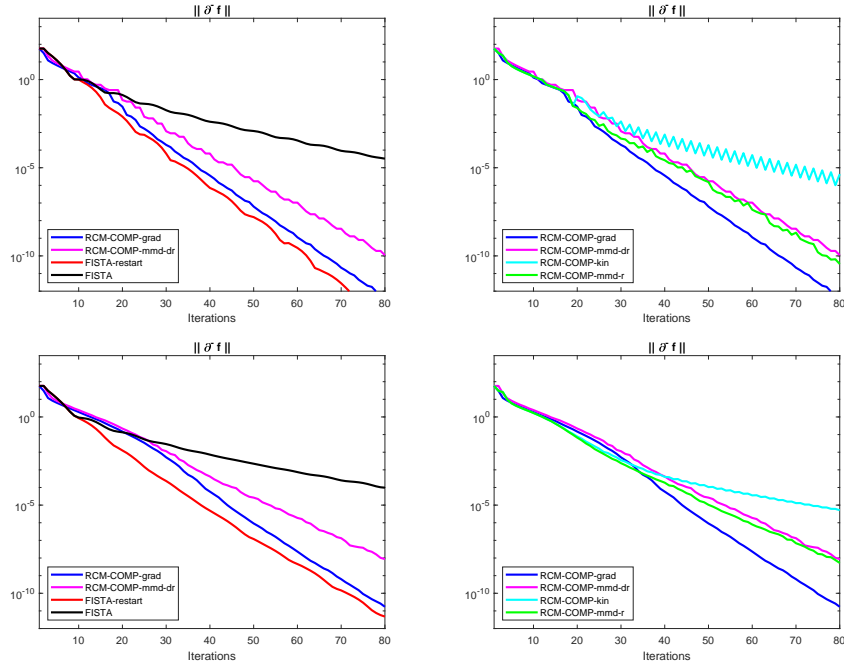 || ∂̄ f ||
10^0
10^-5
10^-10
RCM-COMP-grad
RCM-COMP-mmd-dr
FISTA-restart
FISTA
10 20 30 40 50 60 70 80
Iterations
|| ∂̄ f ||
10^0
10^-5
10^-10
RCM-COMP-grad
RCM-COMP-mmd-dr
RCM-COMP-kin
RCM-COMP-mmd-r
10 20 30 40 50 60 70 80
Iterations
|| ∂̄ f ||
10^0
10^-5
10^-10
RCM-COMP-grad
RCM-COMP-mmd-dr
FISTA-restart
FISTA
10 20 30 40 50 60 70 80
Iterations
|| ∂̄ f ||
10^0
10^-5
10^-10
RCM-COMP-grad
RCM-COMP-mmd-dr
RCM-COMP-kin
RCM-COMP-mmd-r
10 20 30 40 50 60 70 80
Iterations